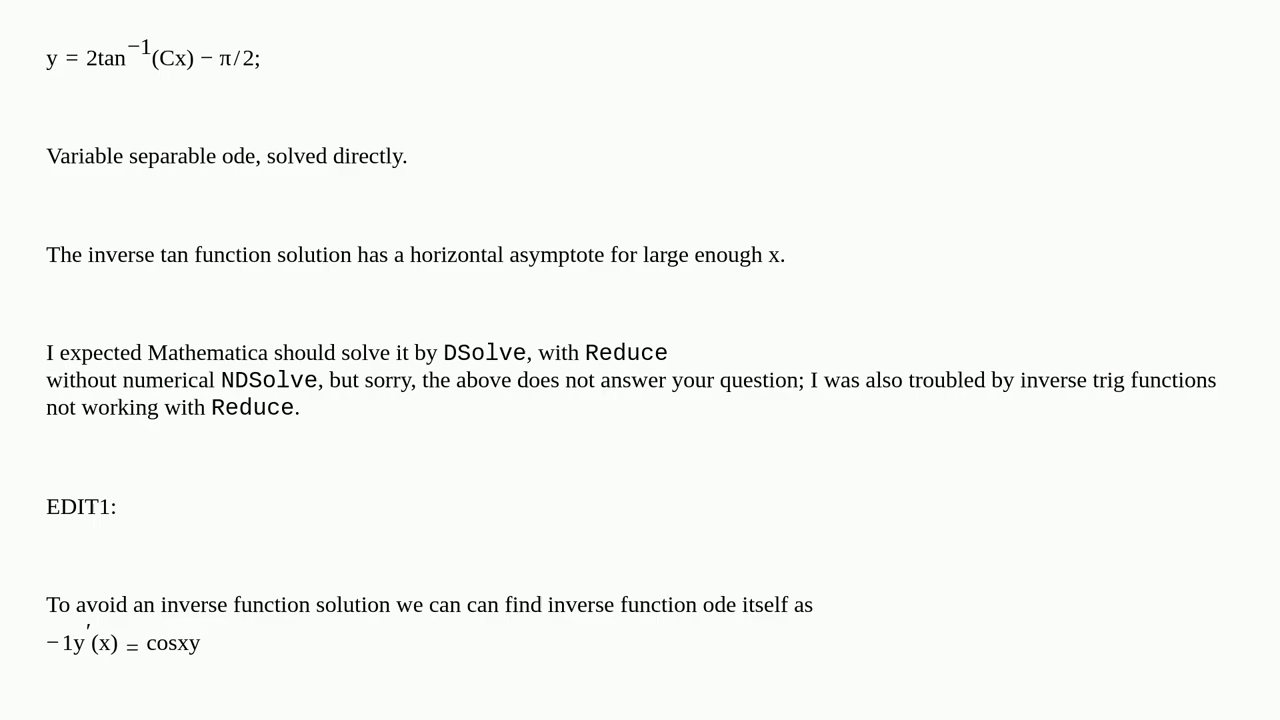 y = 2tan⁻¹(Cx) − π/2;
Variable separable ode, solved directly.
The inverse tan function solution has a horizontal asymptote for large enough x.
I expected Mathematica should solve it by DSolve, with Reduce
without numerical NDSolve, but sorry, the above does not answer your question; I was also troubled by inverse trig functions
not working with Reduce.
EDIT1:
To avoid an inverse function solution we can can find inverse function ode itself as
−1y′(x) = cosxy